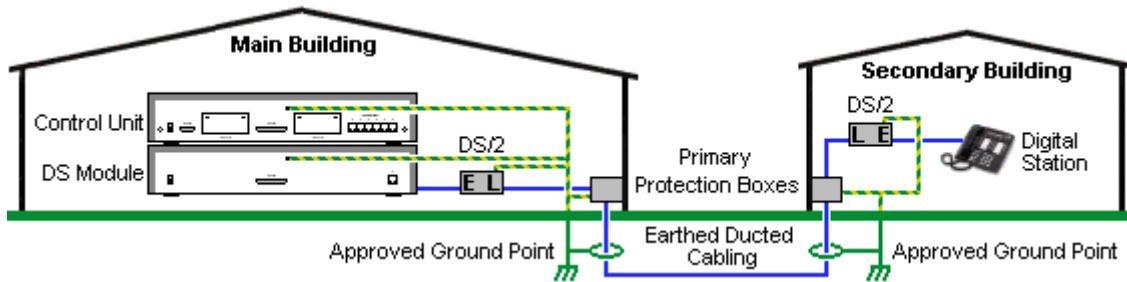 Main Building
Secondary Building
Control Unit
DS Module
DS/2
E L
Primary
Protection Boxes
DS/2
L E
Digital
Station
Approved Ground Point
Earthed Ducted
Cabling
Approved Ground Point